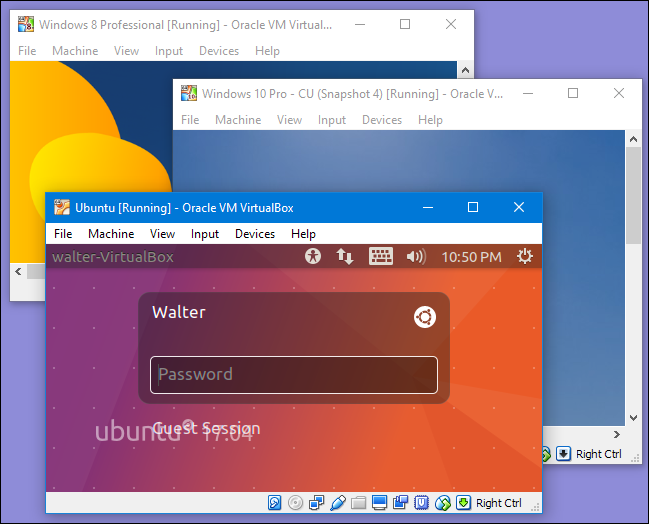 Windows 8 Professional [Running] - Oracle VM Virtual...
File Machine View Input Devices Help
Windows 10 Pro - CU (Snapshot 4) [Running] - Oracle V...
File Machine View Input Devices Help
Ubuntu [Running] - Oracle VM VirtualBox
File Machine View Input Devices Help
walter-VirtualBox 10:50 PM
Walter
Password
Guest Session
ubuntu 17.04
Right Ctrl
Right Ctrl